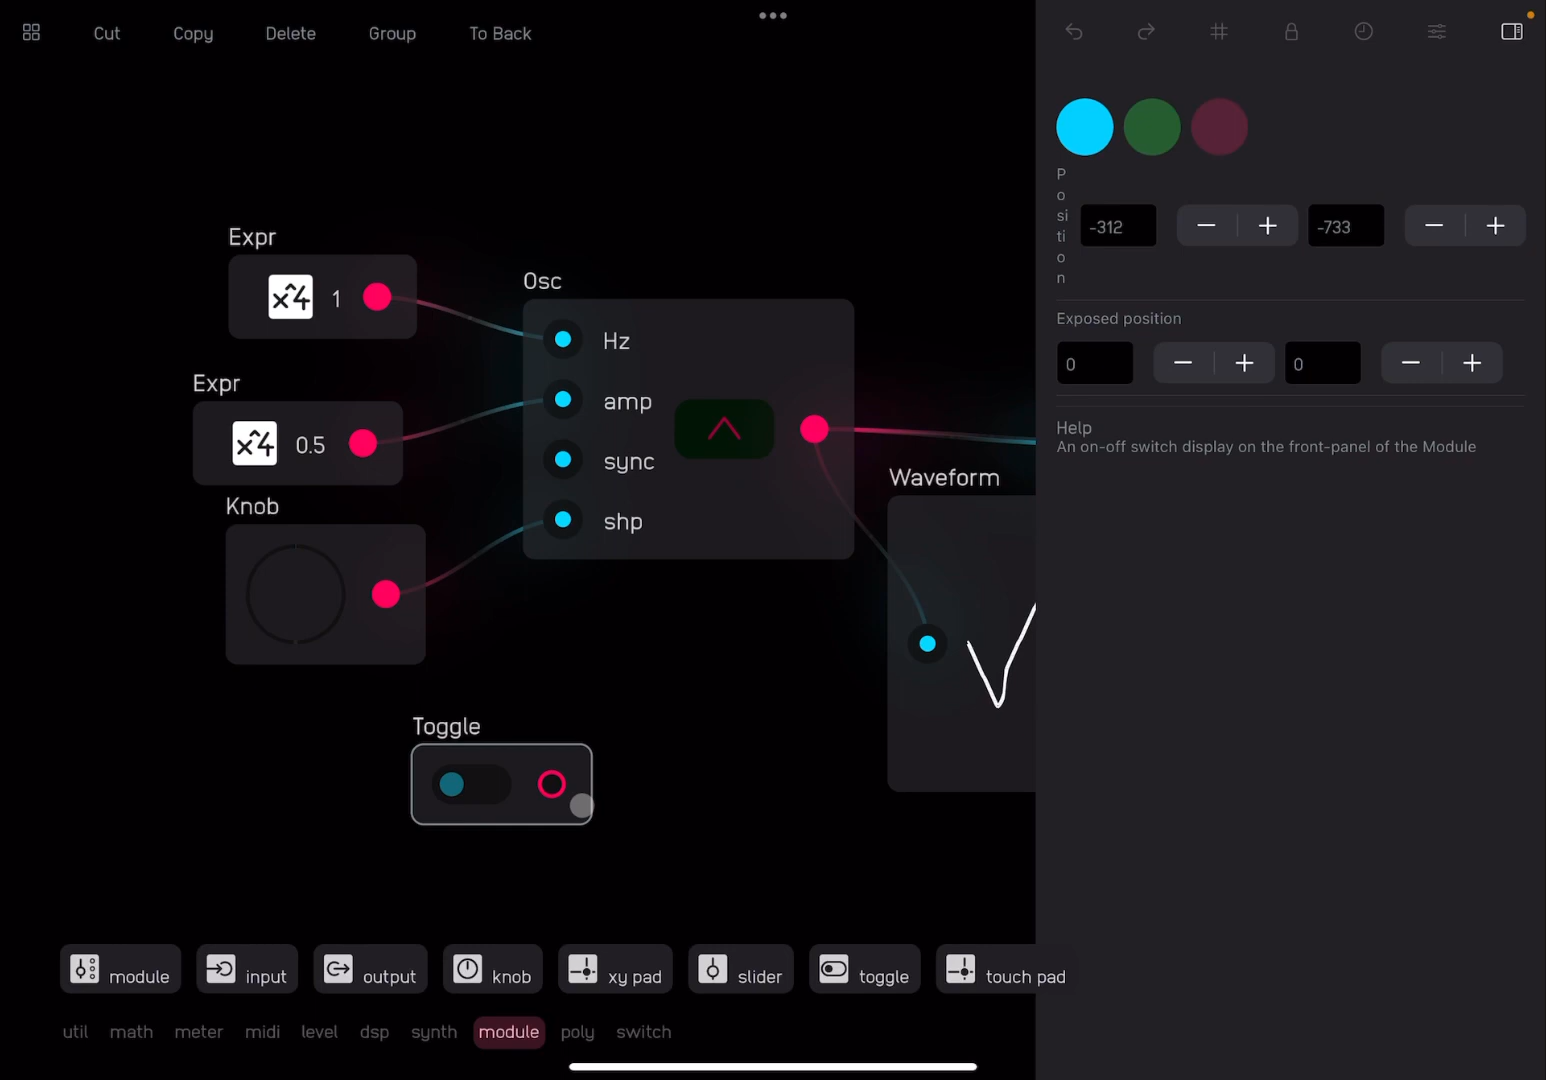 Cut Copy Delete Group To Back
Position -312 − + -733 − +
Exposed position
0 − + 0 − +
Help
An on-off switch display on the front-panel of the Module
Expr
x^4 1
Osc
Hz
amp
sync
shp
Expr
x^4 0.5
Knob
Waveform
Toggle
module input output knob xy pad slider toggle touch pad
util math meter midi level dsp synth module poly switch